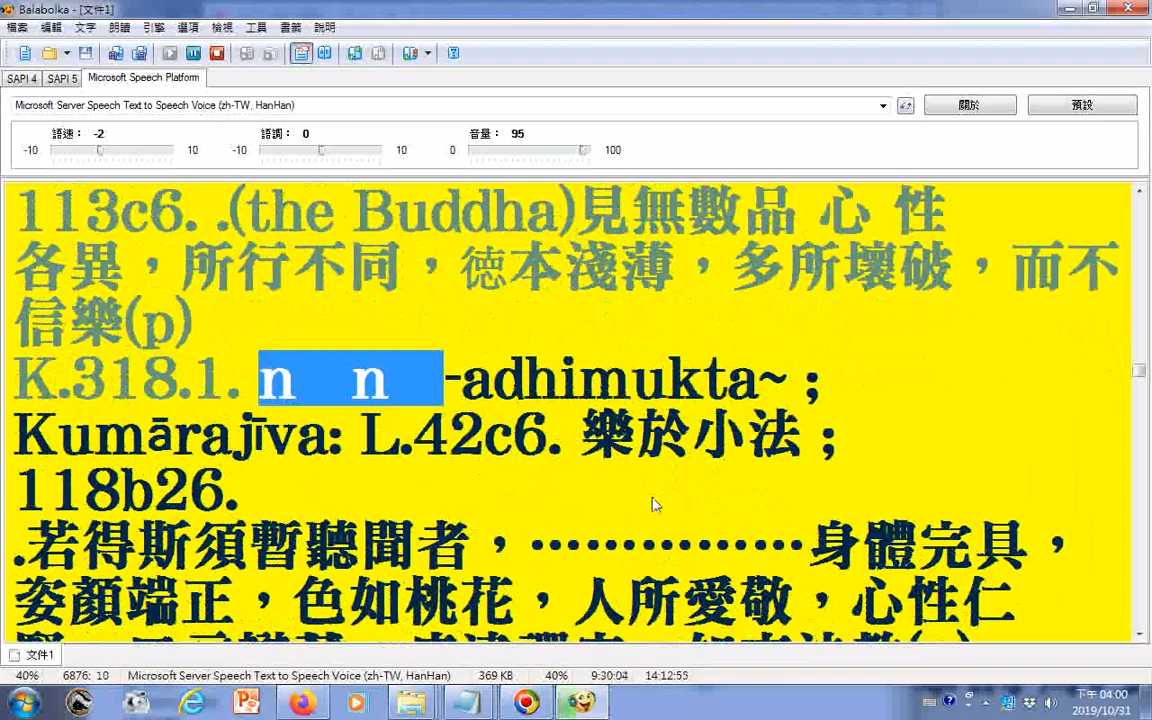 Balabolka - [文件1]
檔案 編輯 文字 朗讀 引擎 選項 檢視 工具 書籤 說明
SAPI 4 SAPI 5 Microsoft Speech Platform
Microsoft Server Speech Text to Speech Voice (zh-TW, HanHan)
關於 預設
語速: -2 語調: 0 音量: 95
-10 10 -10 10 0 100
113c6. .(the Buddha)見無數品 心 性
各異，所行不同，徳本淺薄，多所壞破，而不
信樂(p)
K.318.1. n n -adhimukta~ ;
Kumārajīva: L.42c6. 樂於小法 ;
118b26.
.若得斯須暫聽聞者，···············身體完具，
姿顏端正，色如桃花，人所愛敬，心性仁
文件1
40% 6876: 10 Microsoft Server Speech Text to Speech Voice (zh-TW, HanHan) 369 KB 40% 9:30:04 14:12:55
下午 04:00
2019/10/31